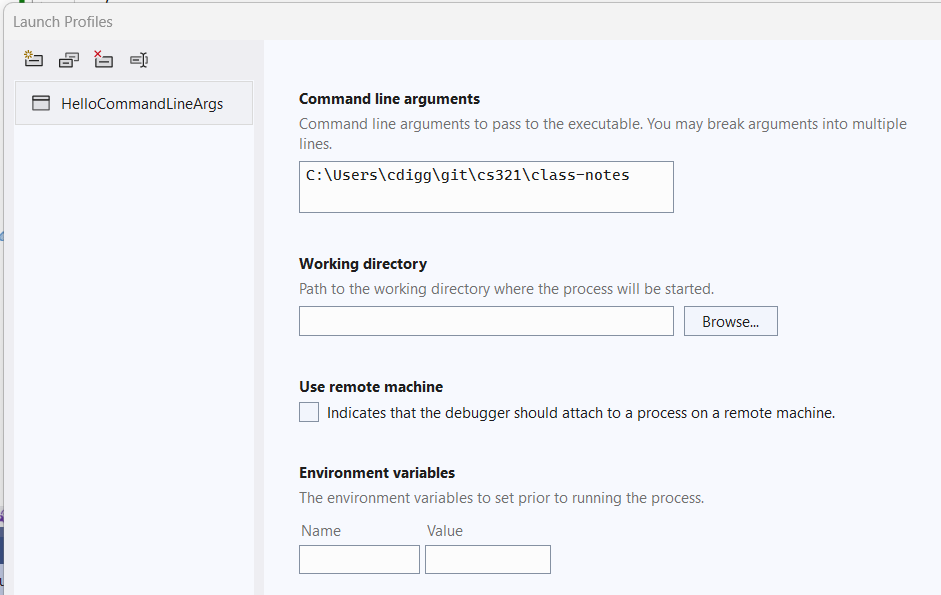 Launch Profiles
HelloCommandLineArgs
Command line arguments
Command line arguments to pass to the executable. You may break arguments into multiple
lines.
C:\Users\cdigg\git\cs321\class-notes
Working directory
Path to the working directory where the process will be started.
Browse...
Use remote machine
Indicates that the debugger should attach to a process on a remote machine.
Environment variables
The environment variables to set prior to running the process.
Name Value